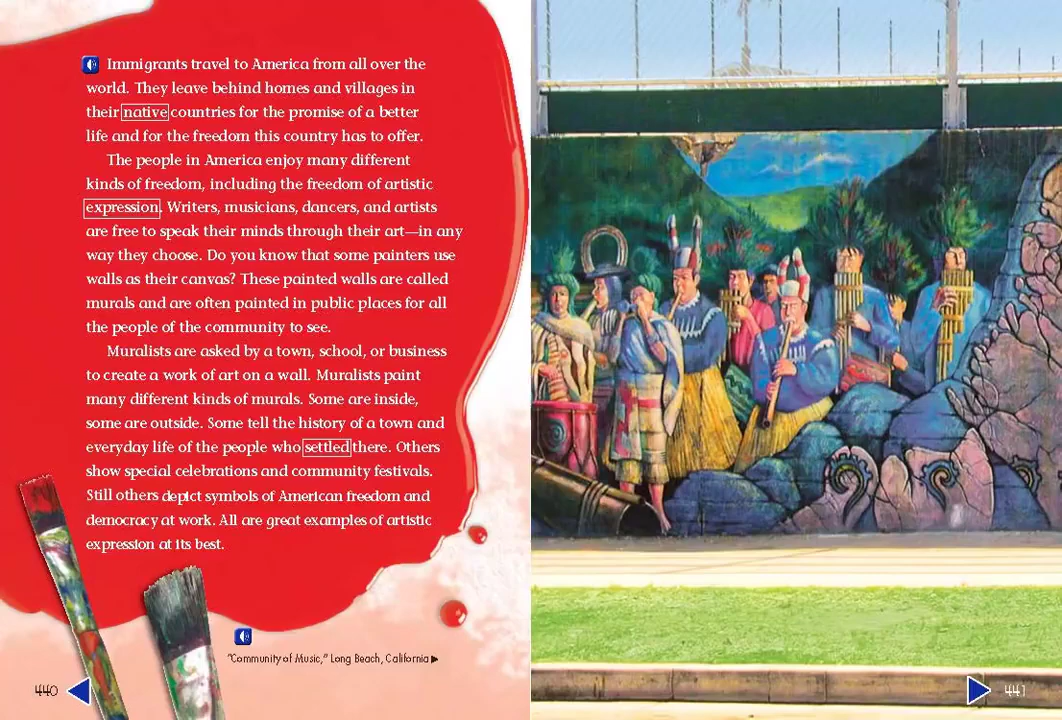 Immigrants travel to America from all over the
world. They leave behind homes and villages in
their native countries for the promise of a better
life and for the freedom this country has to offer.
The people in America enjoy many different
kinds of freedom, including the freedom of artistic
expression. Writers, musicians, dancers, and artists
are free to speak their minds through their art—in any
way they choose. Do you know that some painters use
walls as their canvas? These painted walls are called
murals and are often painted in public places for all
the people of the community to see.
Muralists are asked by a town, school, or business
to create a work of art on a wall. Muralists paint
many different kinds of murals. Some are inside,
some are outside. Some tell the history of a town and
everyday life of the people who settled there. Others
show special celebrations and community festivals.
Still others depict symbols of American freedom and
democracy at work. All are great examples of artistic
expression at its best.
"Community of Music," Long Beach, California ▶
440
441